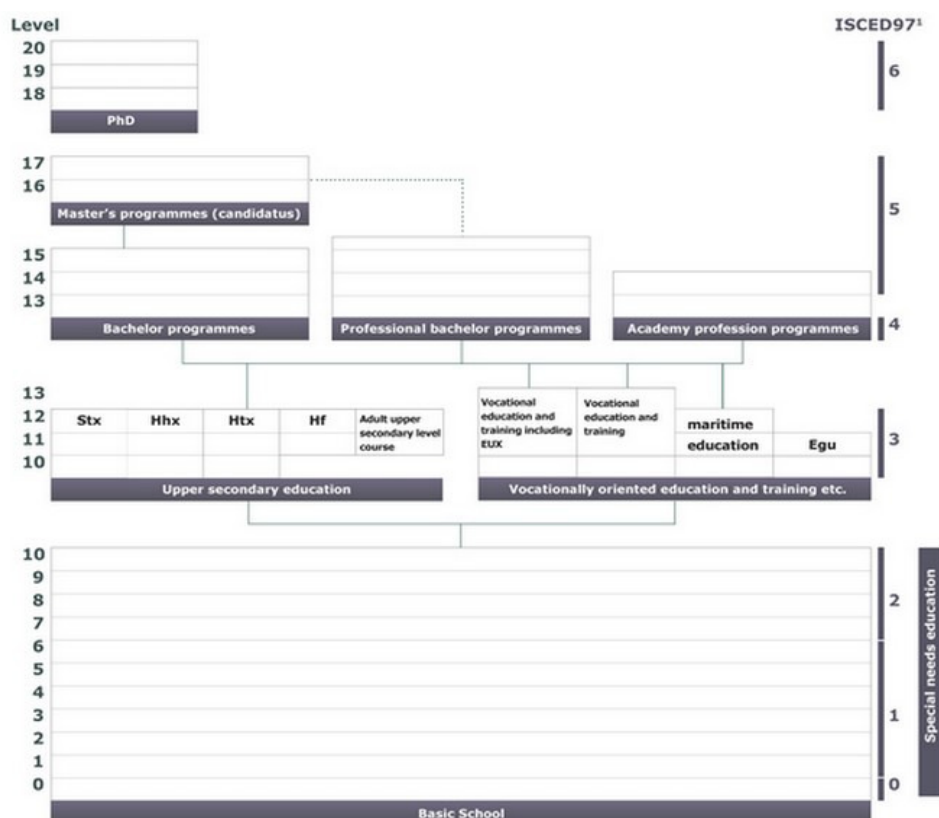 Level
ISCED97¹
20
19
6
18
PhD
17
16
5
Master's programmes (candidatus)
15
14
13
Bachelor programmes
Professional bachelor programmes
Academy profession programmes
4
13
12
11
10
Stx
Hhx
Htx
Hf
Adult upper
secondary level
course
Vocational
education and
training including
EUX
Vocational
education and
training
maritime
education
Egu
3
Upper secondary education
Vocationally oriented education and training etc.
10
9
8
2
7
6
5
4
3
1
2
1
0
0
Special needs education
Basic School